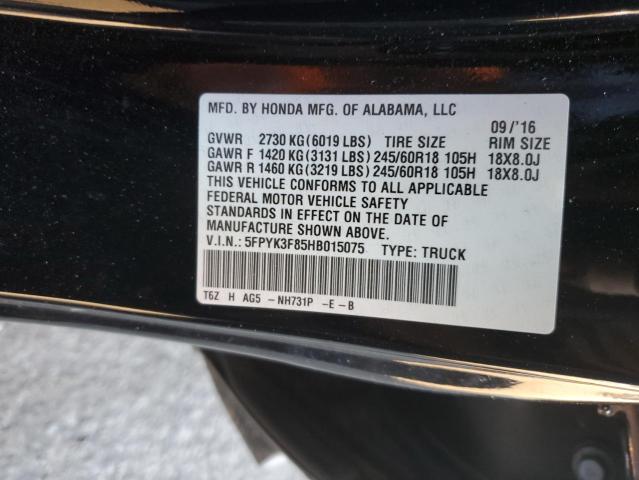 MFD. BY HONDA MFG. OF ALABAMA, LLC
09/'16
GVWR 2730 KG(6019 LBS) TIRE SIZE RIM SIZE
GAWR F 1420 KG(3131 LBS) 245/60R18 105H 18X8.0J
GAWR R 1460 KG(3219 LBS) 245/60R18 105H 18X8.0J
THIS VEHICLE CONFORMS TO ALL APPLICABLE
FEDERAL MOTOR VEHICLE SAFETY
STANDARDS IN EFFECT ON THE DATE OF
MANUFACTURE SHOWN ABOVE.
V.I.N.: 5FPYK3F85HB015075 TYPE: TRUCK
T6Z H AG5 -NH731P -E-B